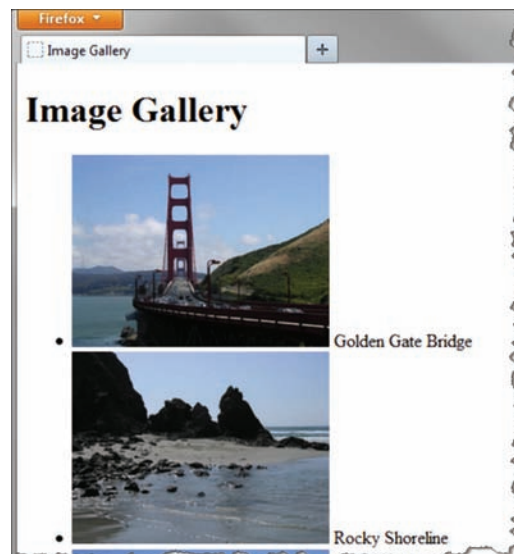 Firefox
Image Gallery
+
Image Gallery
Golden Gate Bridge
Rocky Shoreline